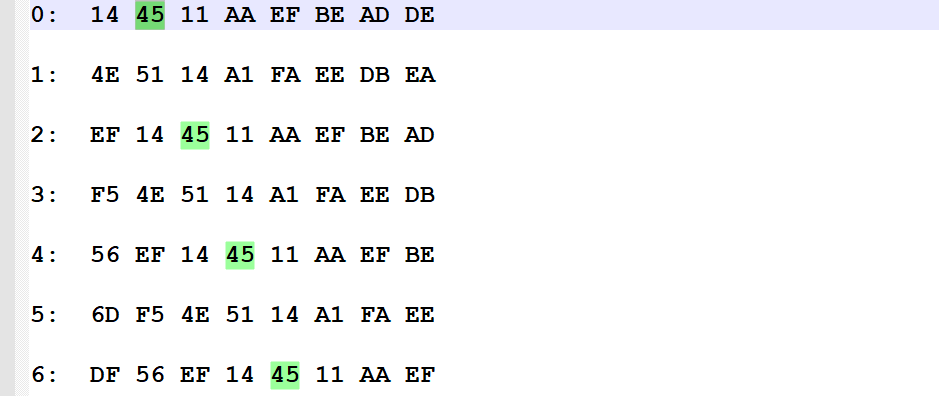 0: 14 45 11 AA EF BE AD DE
1: 4E 51 14 A1 FA EE DB EA
2: EF 14 45 11 AA EF BE AD
3: F5 4E 51 14 A1 FA EE DB
4: 56 EF 14 45 11 AA EF BE
5: 6D F5 4E 51 14 A1 FA EE
6: DF 56 EF 14 45 11 AA EF